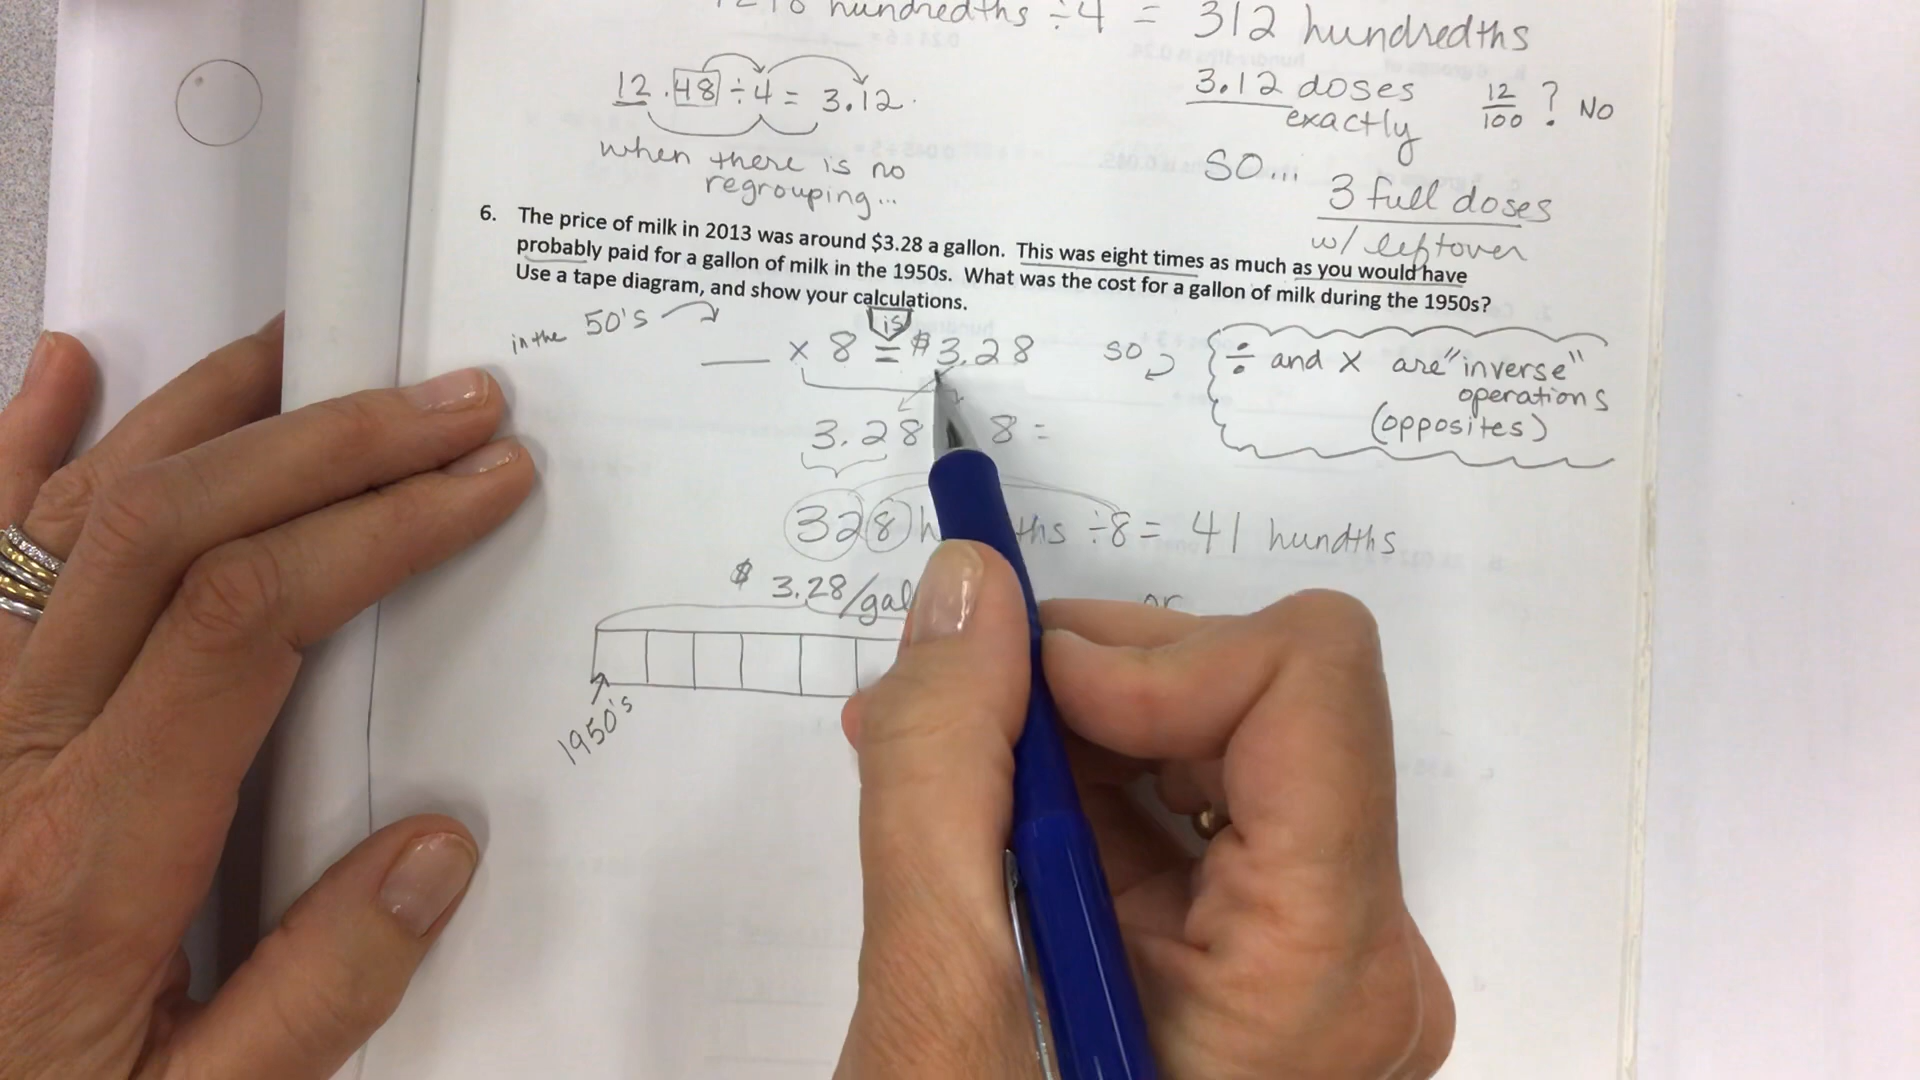 hundredths ÷ 4 = 312 hundredths
12.48 ÷ 4 = 3.12
3.12 doses
exactly
12/100 ? NO
when there is no
regrouping...
SO...
3 full doses
w/ leftover
6. The price of milk in 2013 was around $3.28 a gallon. This was eight times as much as you would have
probably paid for a gallon of milk in the 1950s. What was the cost for a gallon of milk during the 1950s?
Use a tape diagram, and show your calculations.
in the 50's
is
___ x 8 = $3.28
so
÷ and x are "inverse"
operations
(opposites)
3.28 8 =
328 ÷8 = 41 hundths
$ 3.28/gal
or
1950's